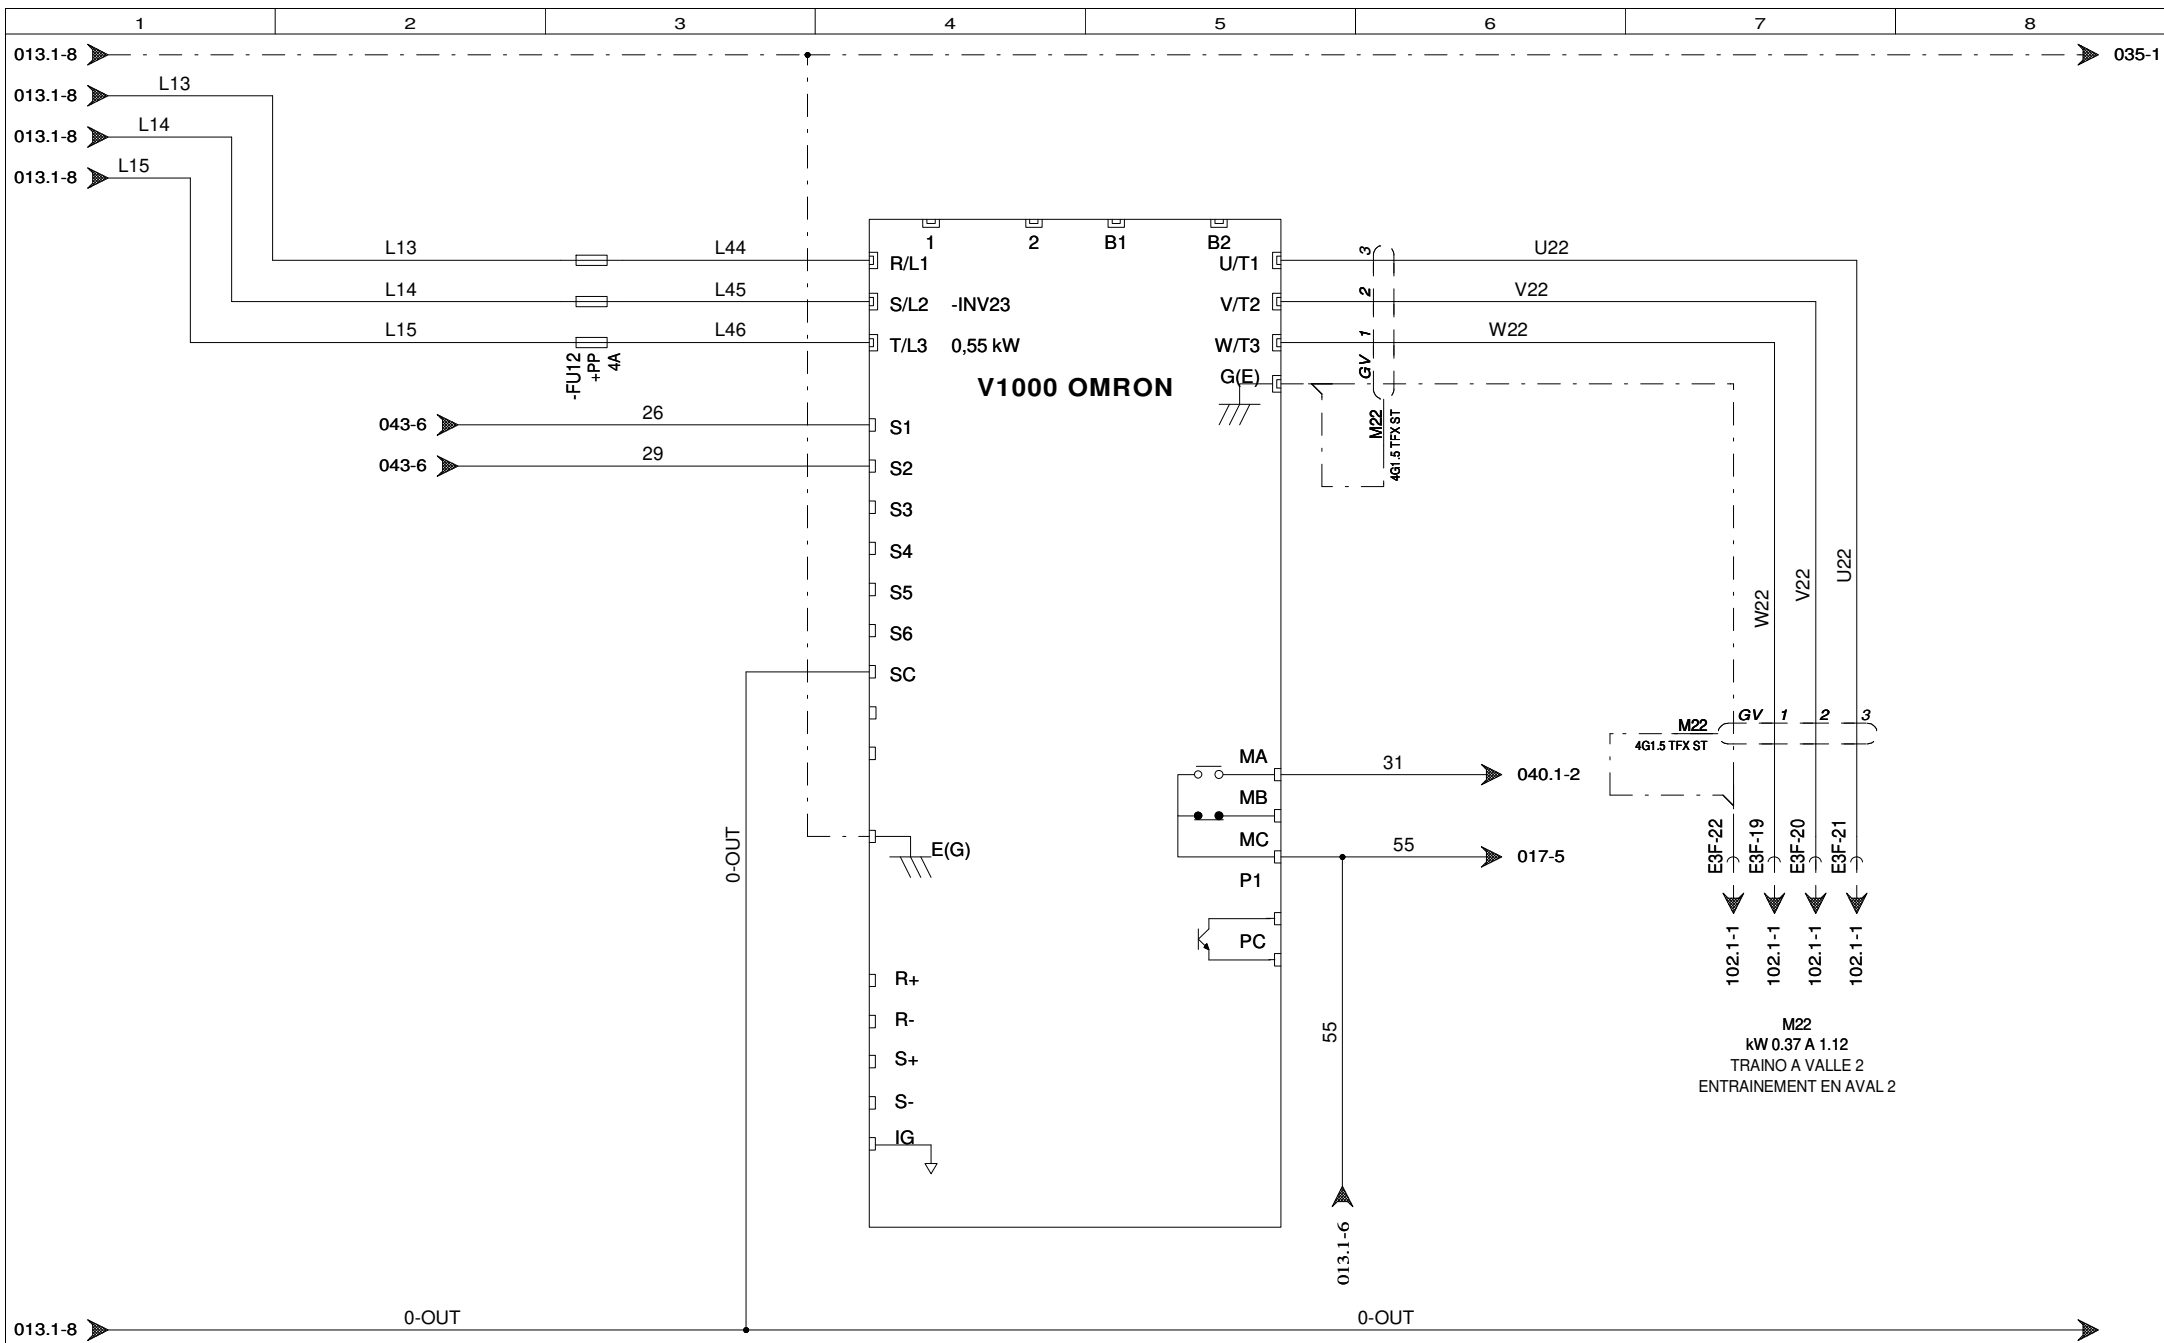 1 2 3 4 5 6 7 8
013.1-8 035-1
013.1-8 L13
013.1-8 L14
013.1-8 L15
1 2 B1 B2
L13 L44 R/L1 U/T1 3 U22
L14 L45 S/L2 -INV23 V/T2 2 V22
L15 L46 T/L3 0,55 kW W/T3 1 W22
-FU12
+PP
4A
V1000 OMRON
G(E) GV
M22
4G1.5 TFX ST
043-6 26 S1
043-6 29 S2
S3
S4
S5
S6
SC
W22 V22 U22
M22 GV 1 2 3
4G1.5 TFX ST
MA 31 040.1-2
MB
MC 55 017-5
E(G)
P1
PC
0-OUT
E3F-22 E3F-19 E3F-20 E3F-21
102.1-1 102.1-1 102.1-1 102.1-1
R+
R-
S+
S-
IG
55
013.1-6
M22
kW 0.37 A 1.12
TRAINO A VALLE 2
ENTRAINEMENT EN AVAL 2
013.1-8 0-OUT 0-OUT